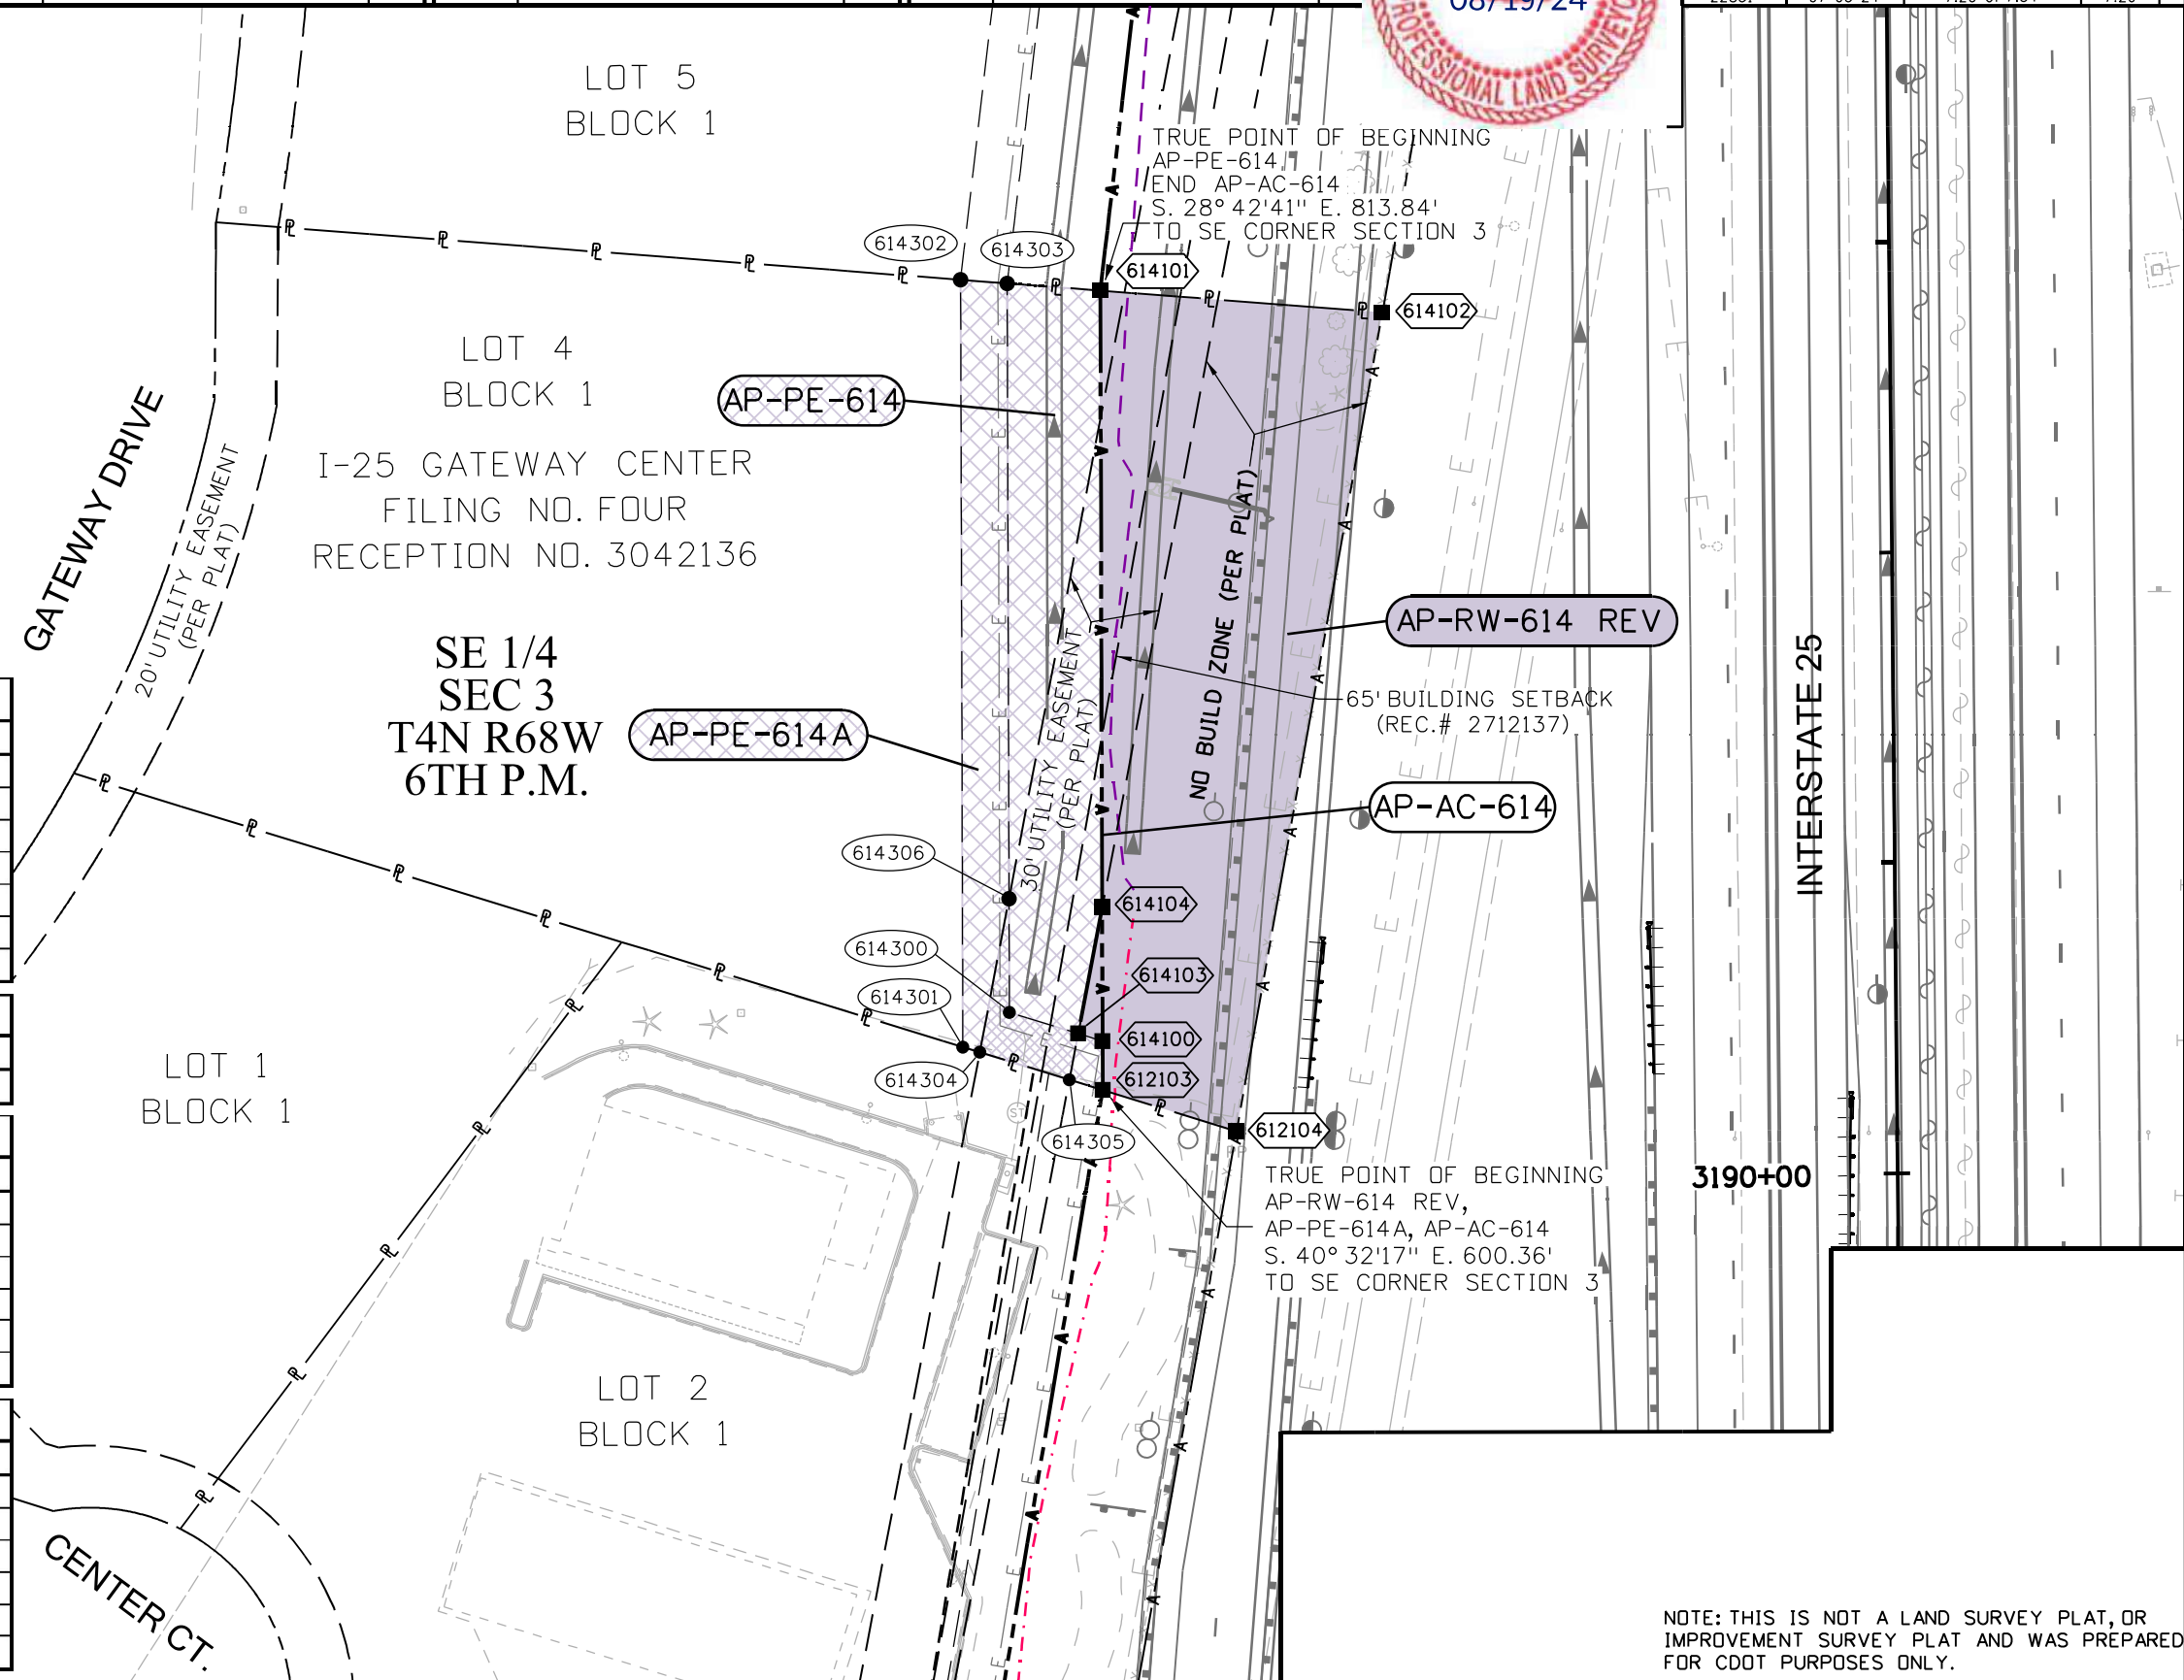 08/19/24
PROFESSIONAL LAND SURVEYOR
LOT 5
BLOCK 1
TRUE POINT OF BEGINNING
AP-PE-614,
END AP-AC-614
S. 28°42'41" E. 813.84'
TO SE CORNER SECTION 3
614302
614303
614101
614102
LOT 4
BLOCK 1
AP-PE-614
I-25 GATEWAY CENTER
FILING NO. FOUR
RECEPTION NO. 3042136
GATEWAY DRIVE
20' UTILITY EASEMENT
(PER PLAT)
SE 1/4
SEC 3
T4N R68W
6TH P.M.
AP-PE-614A
30' UTILITY EASEMENT
(PER PLAT)
NO BUILD ZONE (PER PLAT)
AP-RW-614 REV
65' BUILDING SETBACK
(REC.# 2712137)
AP-AC-614
INTERSTATE 25
614306
614104
614300
614103
614301
614100
614304
612103
614305
612104
LOT 1
BLOCK 1
ST
TRUE POINT OF BEGINNING
AP-RW-614 REV,
AP-PE-614A, AP-AC-614
S. 40°32'17" E. 600.36'
TO SE CORNER SECTION 3
3190+00
LOT 2
BLOCK 1
CENTER CT.
NOTE: THIS IS NOT A LAND SURVEY PLAT, OR
IMPROVEMENT SURVEY PLAT AND WAS PREPARED
FOR CDOT PURPOSES ONLY.